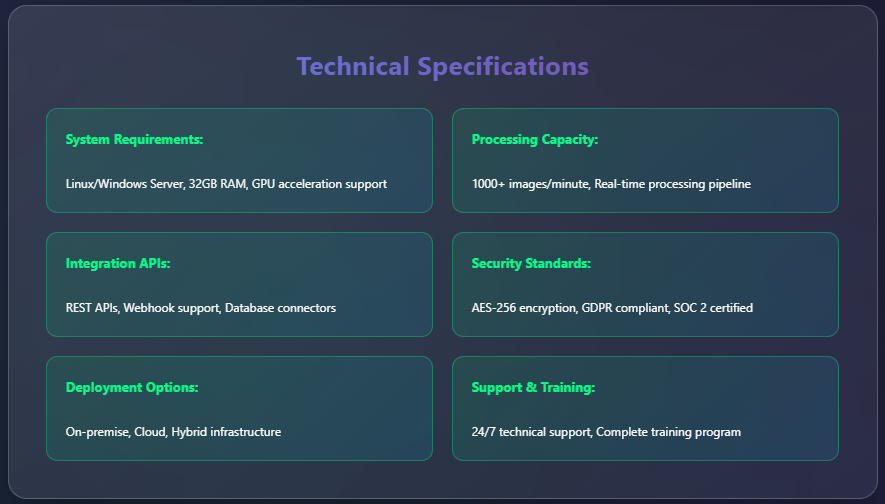 Technical Specifications
System Requirements:
Linux/Windows Server, 32GB RAM, GPU acceleration support
Processing Capacity:
1000+ images/minute, Real-time processing pipeline
Integration APIs:
REST APIs, Webhook support, Database connectors
Security Standards:
AES-256 encryption, GDPR compliant, SOC 2 certified
Deployment Options:
On-premise, Cloud, Hybrid infrastructure
Support & Training:
24/7 technical support, Complete training program